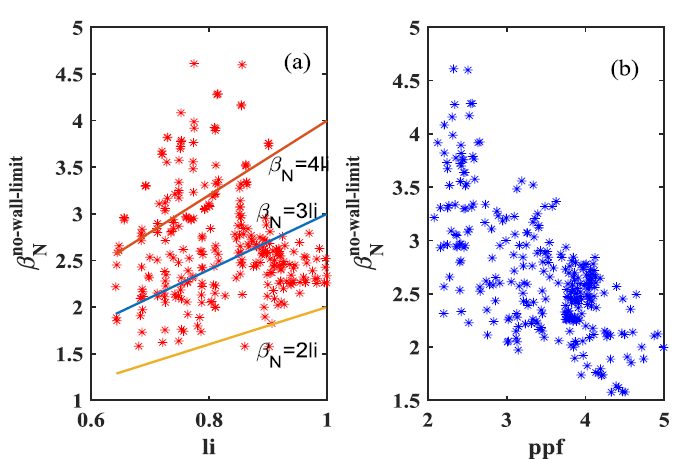 5
4.5
4
3.5
3
2.5
2
1.5
1
0.6
0.8
1
li
β_N^no-wall-limit
(a)
β_N=4li
β_N=3li
β_N=2li
5
4.5
4
3.5
3
2.5
2
1.5
2
3
4
5
ppf
β_N^no-wall-limit
(b)